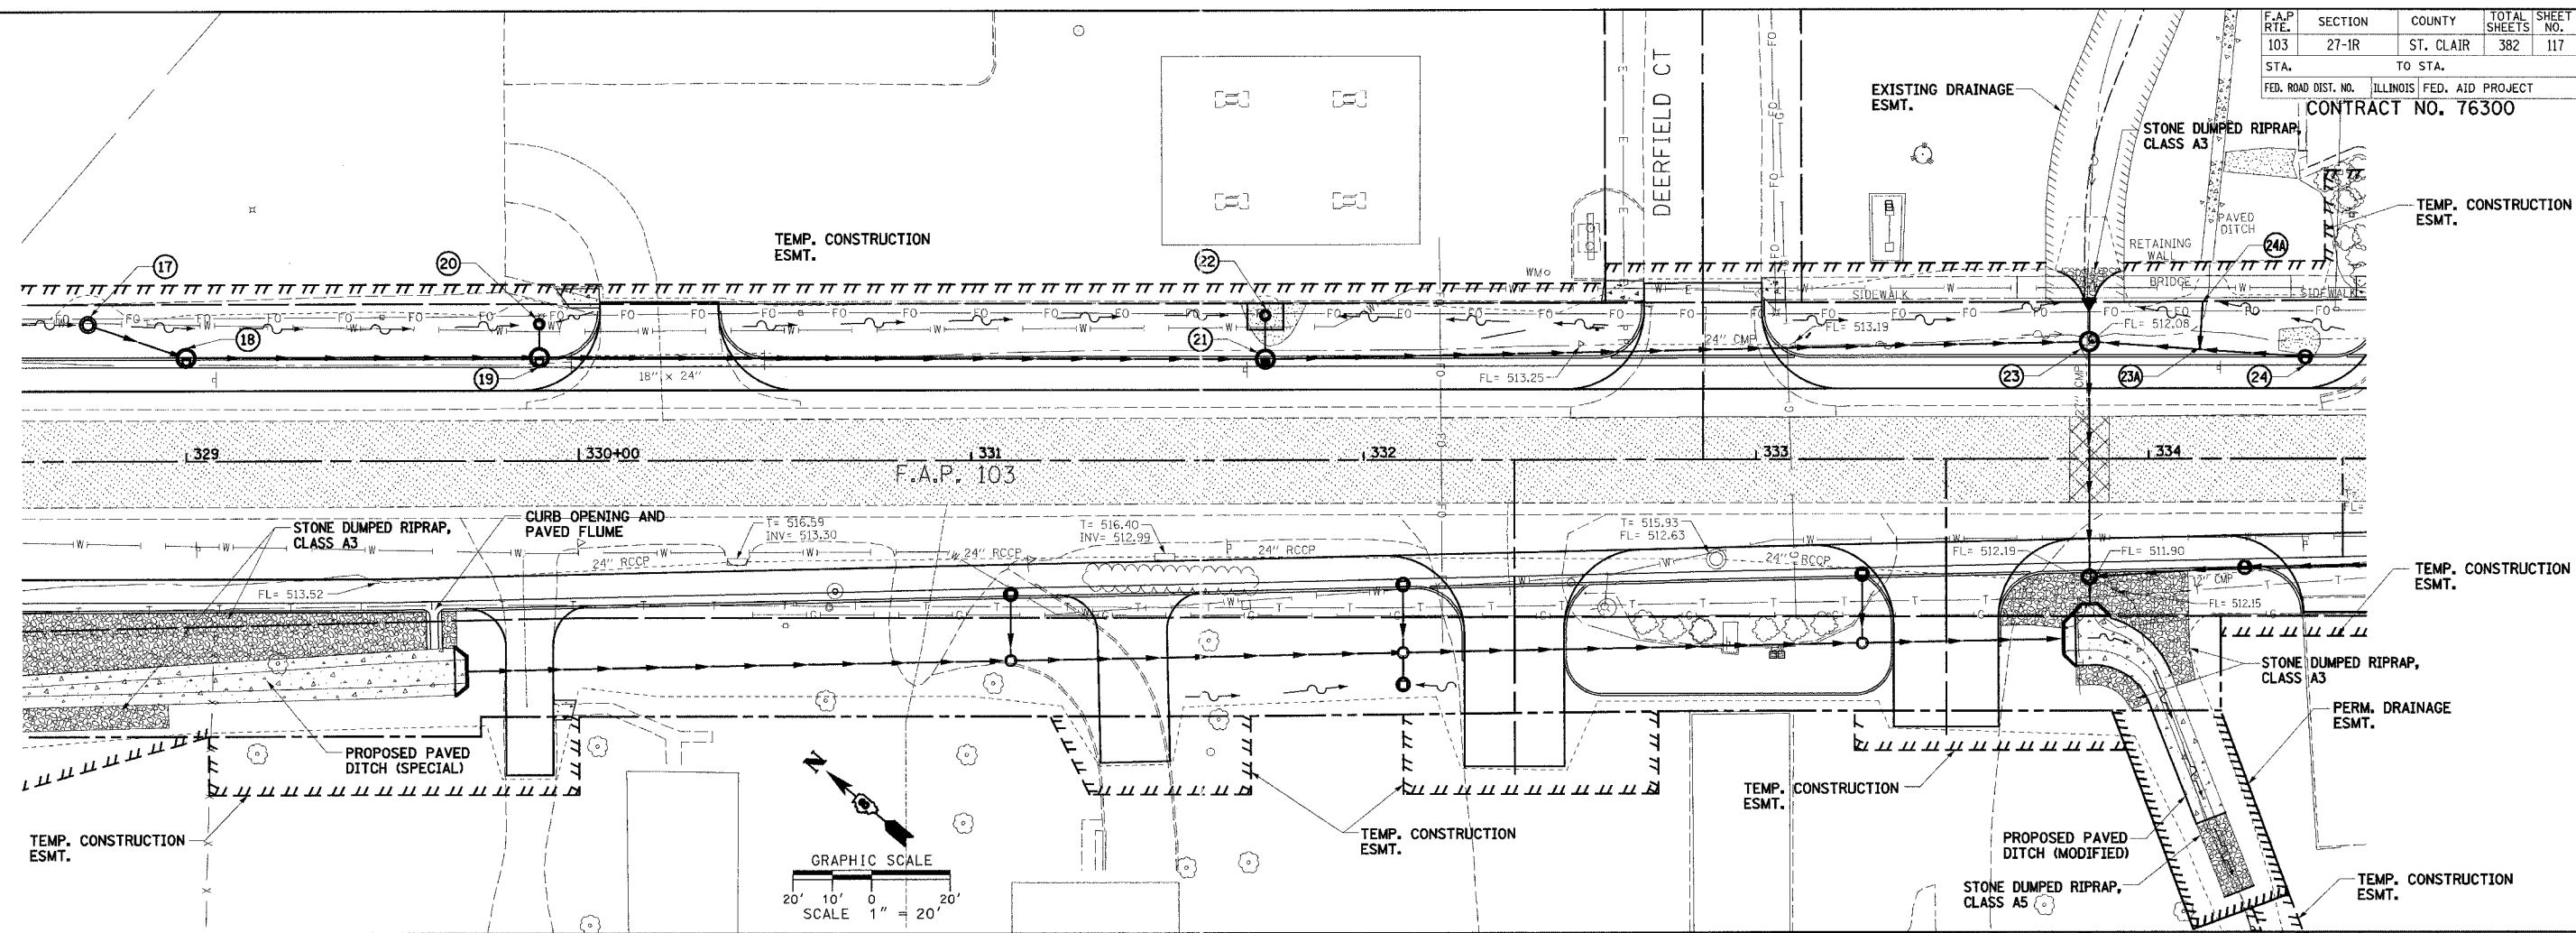 F.A.P RTE. SECTION COUNTY TOTAL SHEETS SHEET NO.
103 27-1R ST. CLAIR 382 117
STA. TO STA.
FED. ROAD DIST. NO. ILLINOIS FED. AID PROJECT
CONTRACT NO. 76300
EXISTING DRAINAGE
ESMT.
STONE DUMPED RIPRAP,
CLASS A3
DEERFIELD CT
TEMP. CONSTRUCTION
ESMT.
TEMP. CONSTRUCTION
ESMT.
PAVED
DITCH
RETAINING
WALL
BRIDGE
SIDEWALK
SIDEWALK
WM
17
18
19
20
21
22
23
23A
24
24A
FL= 513.19
FL= 512.08
24" CMP
FL= 513.25
18" x 24"
27" CMP
329
330+00
331
332
333
334
F.A.P. 103
STONE DUMPED RIPRAP,
CLASS A3
CURB OPENING AND
PAVED FLUME
T= 516.59
INV= 513.30
T= 516.40
INV= 512.99
T= 515.93
FL= 512.63
24" RCCP
24" RCCP
24" RCCP
24" RCCP
FL= 512.19
FL= 511.90
12" CMP
FL= 512.15
FL= 513.52
TEMP. CONSTRUCTION
ESMT.
STONE DUMPED RIPRAP,
CLASS A3
PERM. DRAINAGE
ESMT.
PROPOSED PAVED
DITCH (SPECIAL)
N
TEMP. CONSTRUCTION
ESMT.
TEMP. CONSTRUCTION
ESMT.
TEMP. CONSTRUCTION
ESMT.
PROPOSED PAVED
DITCH (MODIFIED)
STONE DUMPED RIPRAP,
CLASS A5
TEMP. CONSTRUCTION
ESMT.
GRAPHIC SCALE
20' 10' 0 20'
SCALE 1" = 20'